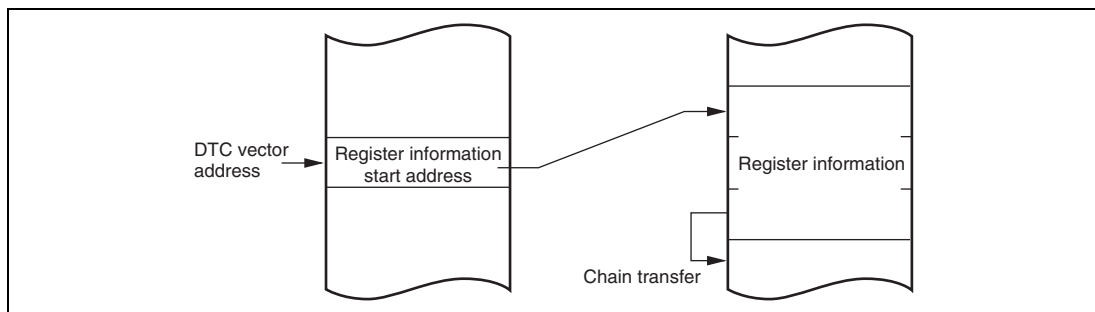 DTC vector
address
Register information
start address
Register information
Chain transfer